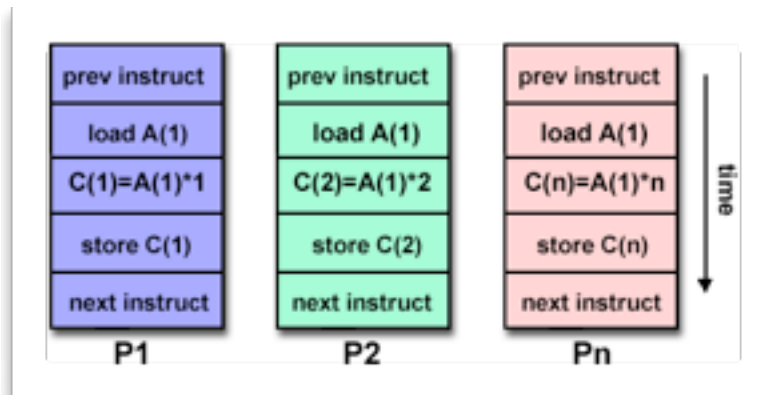 prev instruct
load A(1)
C(1)=A(1)*1
store C(1)
next instruct
P1
prev instruct
load A(1)
C(2)=A(1)*2
store C(2)
next instruct
P2
prev instruct
load A(1)
C(n)=A(1)*n
store C(n)
next instruct
Pn
time